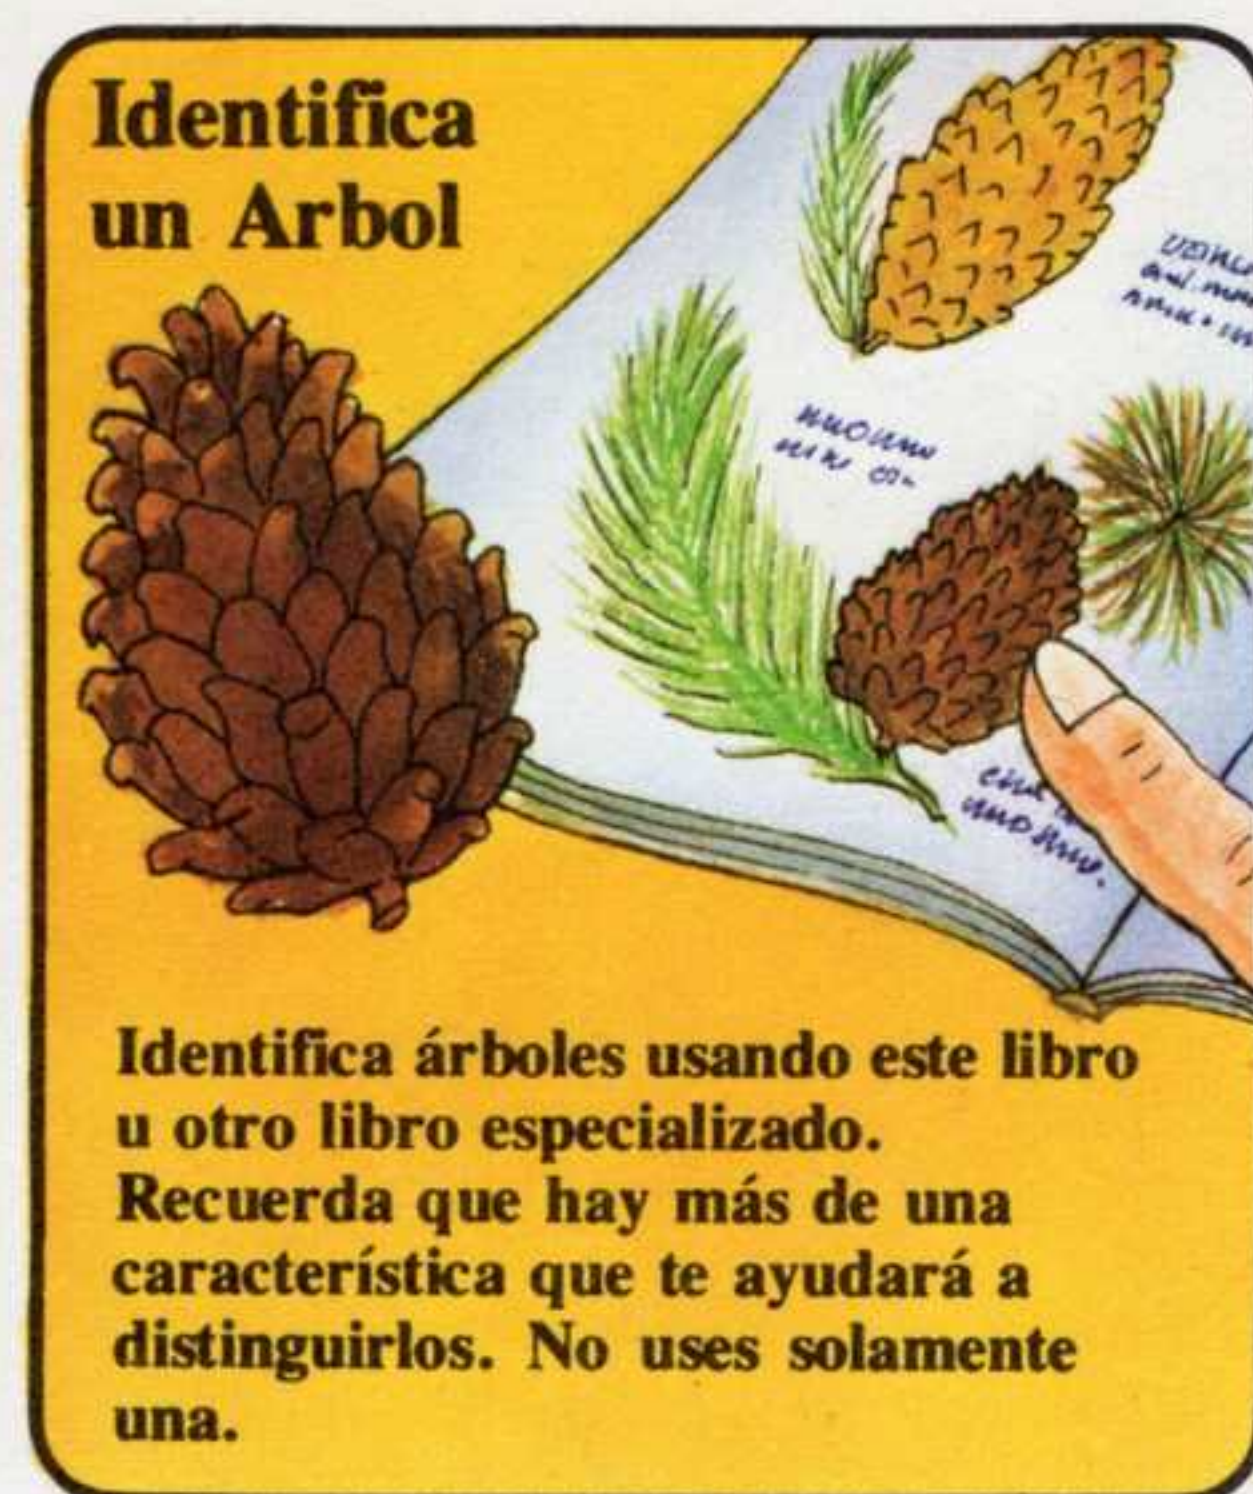 Identifica
un Arbol
Identifica árboles usando este libro
u otro libro especializado.
Recuerda que hay más de una
característica que te ayudará a
distinguirlos. No uses solamente
una.